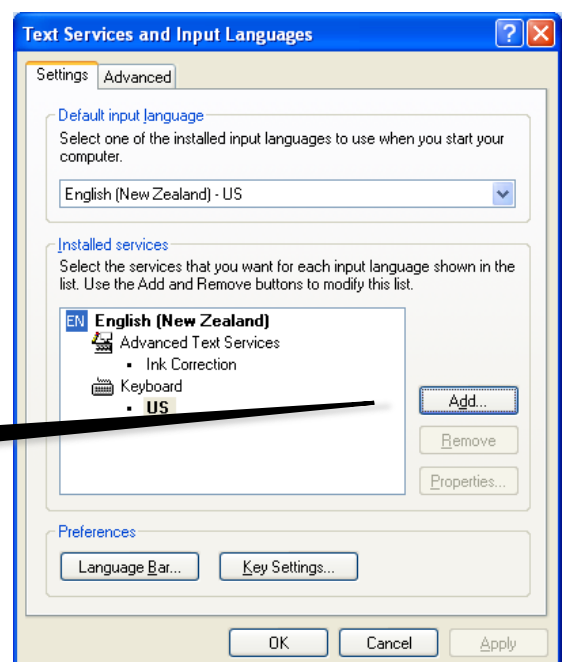 Text Services and Input Languages
Settings Advanced
Default input language
Select one of the installed input languages to use when you start your
computer.
English (New Zealand) - US
Installed services
Select the services that you want for each input language shown in the
list. Use the Add and Remove buttons to modify this list.
EN English (New Zealand)
Advanced Text Services
• Ink Correction
Keyboard
• US
Add...
Remove
Properties...
Preferences
Language Bar... Key Settings...
OK Cancel Apply